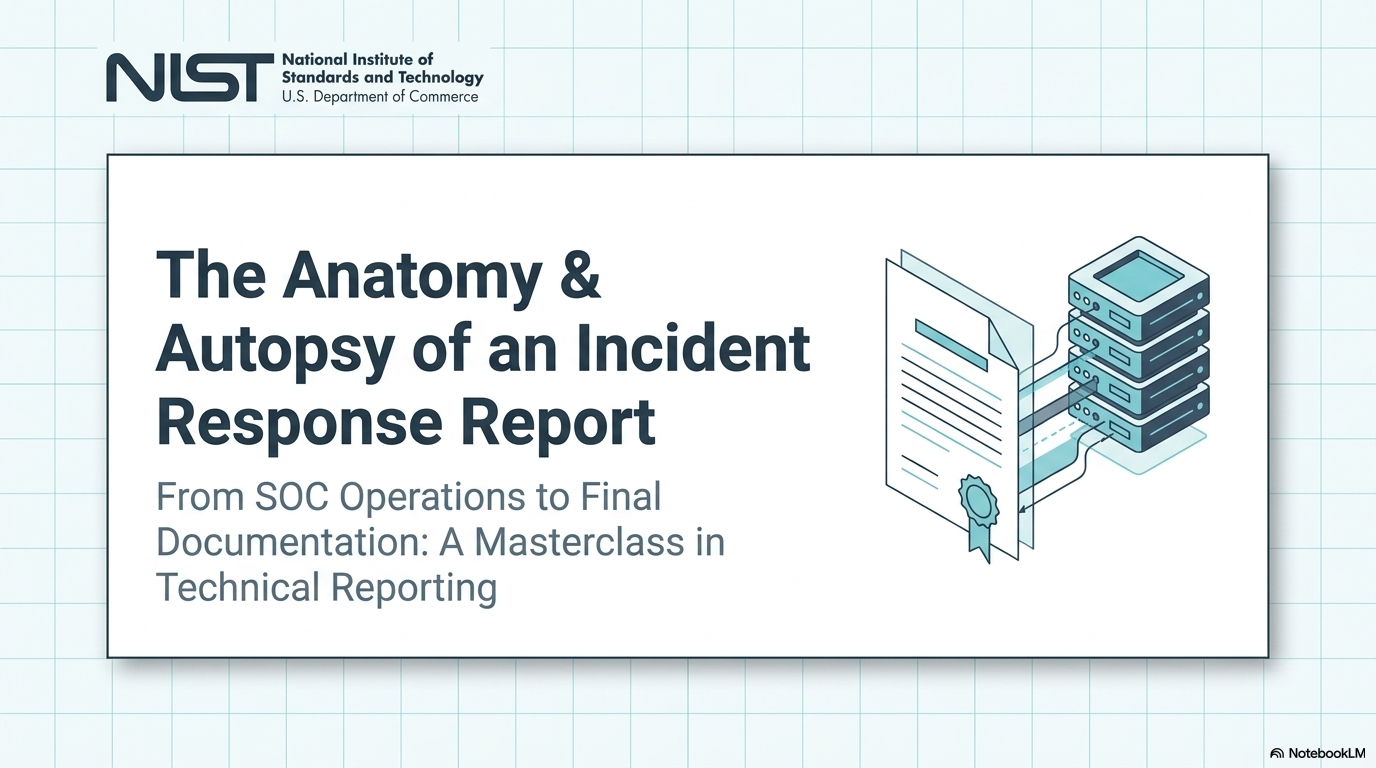 NIST
National Institute of
Standards and Technology
U.S. Department of Commerce
The Anatomy &
Autopsy of an Incident
Response Report
From SOC Operations to Final
Documentation: A Masterclass in
Technical Reporting
NotebookLM